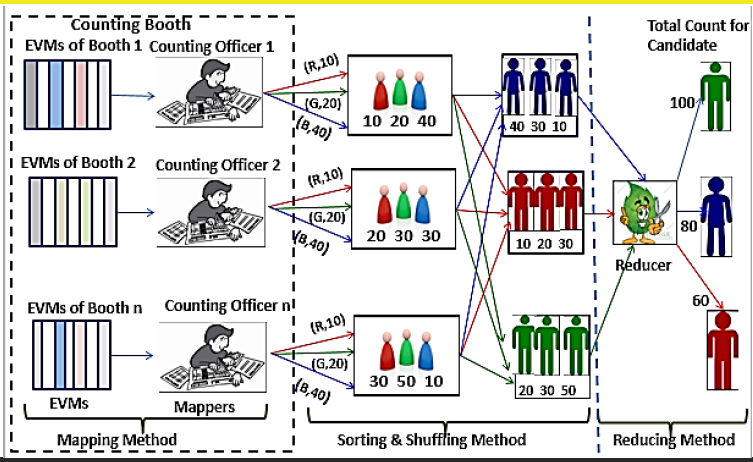 Counting Booth
EVMs of Booth 1
Counting Officer 1
(R,10)
(G,20)
(B,40)
10 20 40
40 30 10
Total Count for
Candidate
100
EVMs of Booth 2
Counting Officer 2
(R,10)
(G,20)
(B,40)
20 30 30
10 20 30
Reducer
80
EVMs of Booth n
Counting Officer n
(R,10)
(G,20)
(B,40)
30 50 10
20 30 50
60
EVMs
Mappers
Mapping Method
Sorting & Shuffling Method
Reducing Method